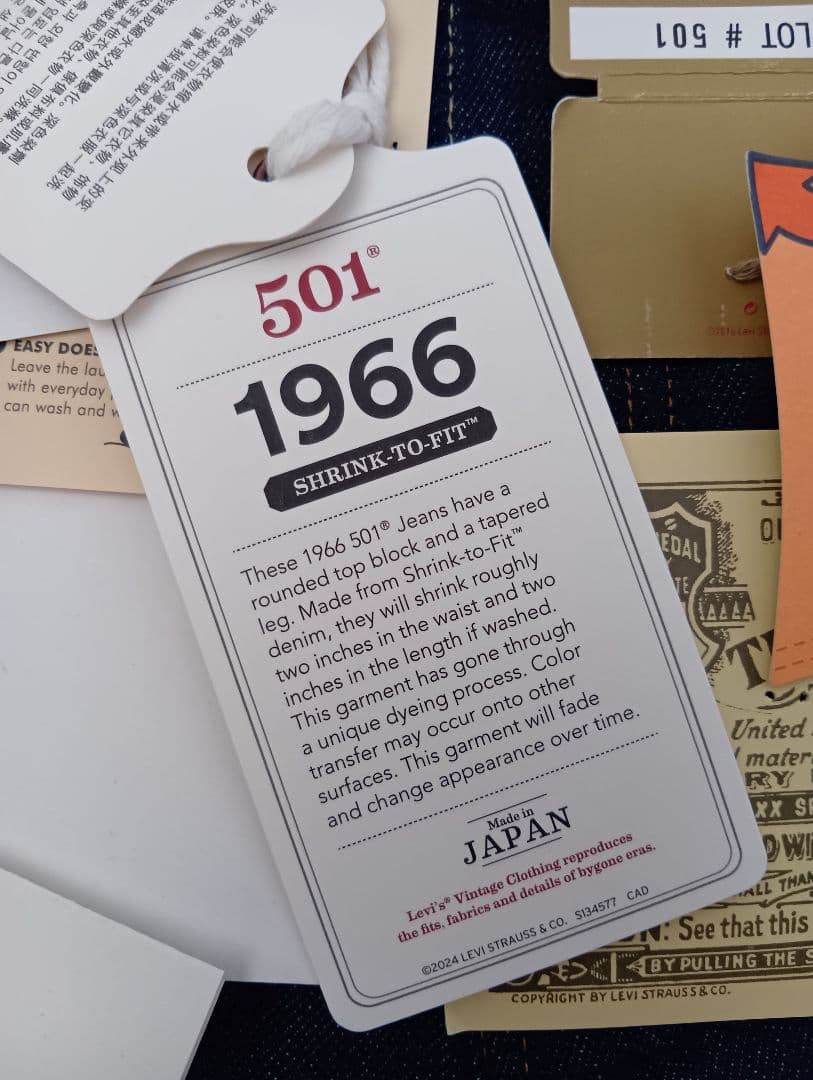 LOT # 501
501®
1966
SHRINK-TO-FIT™
These 1966 501® Jeans have a
rounded top block and a tapered
leg. Made from Shrink-to-Fit™
denim, they will shrink roughly
two inches in the waist and two
inches in the length if washed.
This garment has gone through
a unique dyeing process. Color
transfer may occur onto other
surfaces. This garment will fade
and change appearance over time.
Made in
JAPAN
Levi's® Vintage Clothing reproduces
the fits, fabrics and details of bygone eras.
©2024 LEVI STRAUSS & CO. S134577 CAD
EASY DOES
Leave the lau
with everyday
can wash and w
EDAL
TE
United
mater
RY
XX
ALL THAN
N: See that this
BY PULLING THE S
COPYRIGHT BY LEVI STRAUSS & CO.